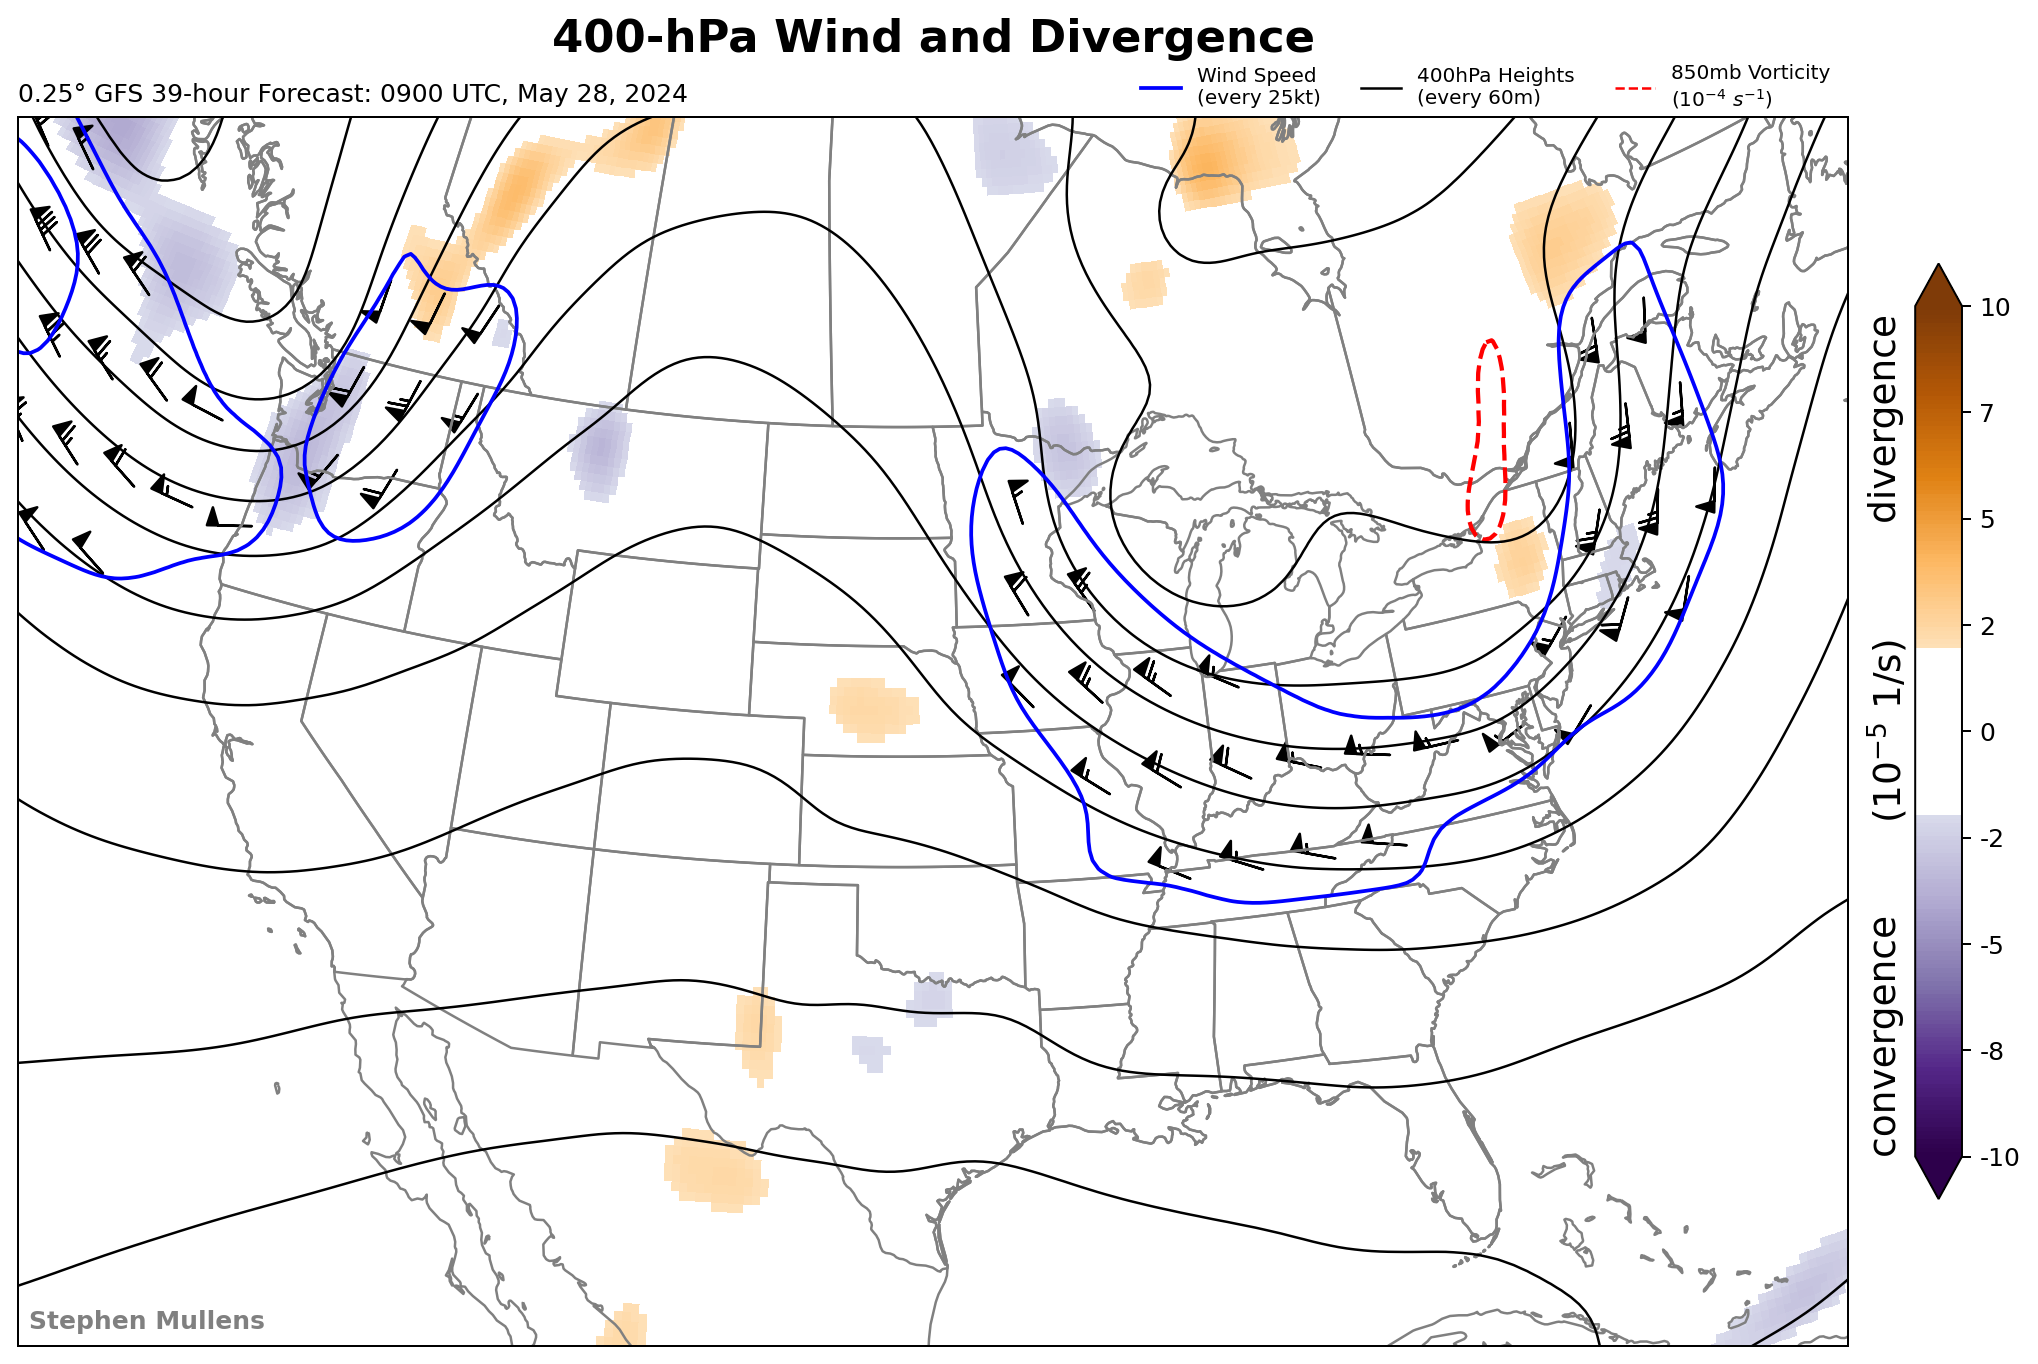 400-hPa Wind and Divergence
0.25° GFS 39-hour Forecast: 0900 UTC, May 28, 2024
Wind Speed
(every 25kt)
400hPa Heights
(every 60m)
850mb Vorticity
(10⁻⁴ s⁻¹)
10
7
5
2
0
-2
-5
-8
-10
convergence (10⁻⁵ 1/s) divergence
Stephen Mullens